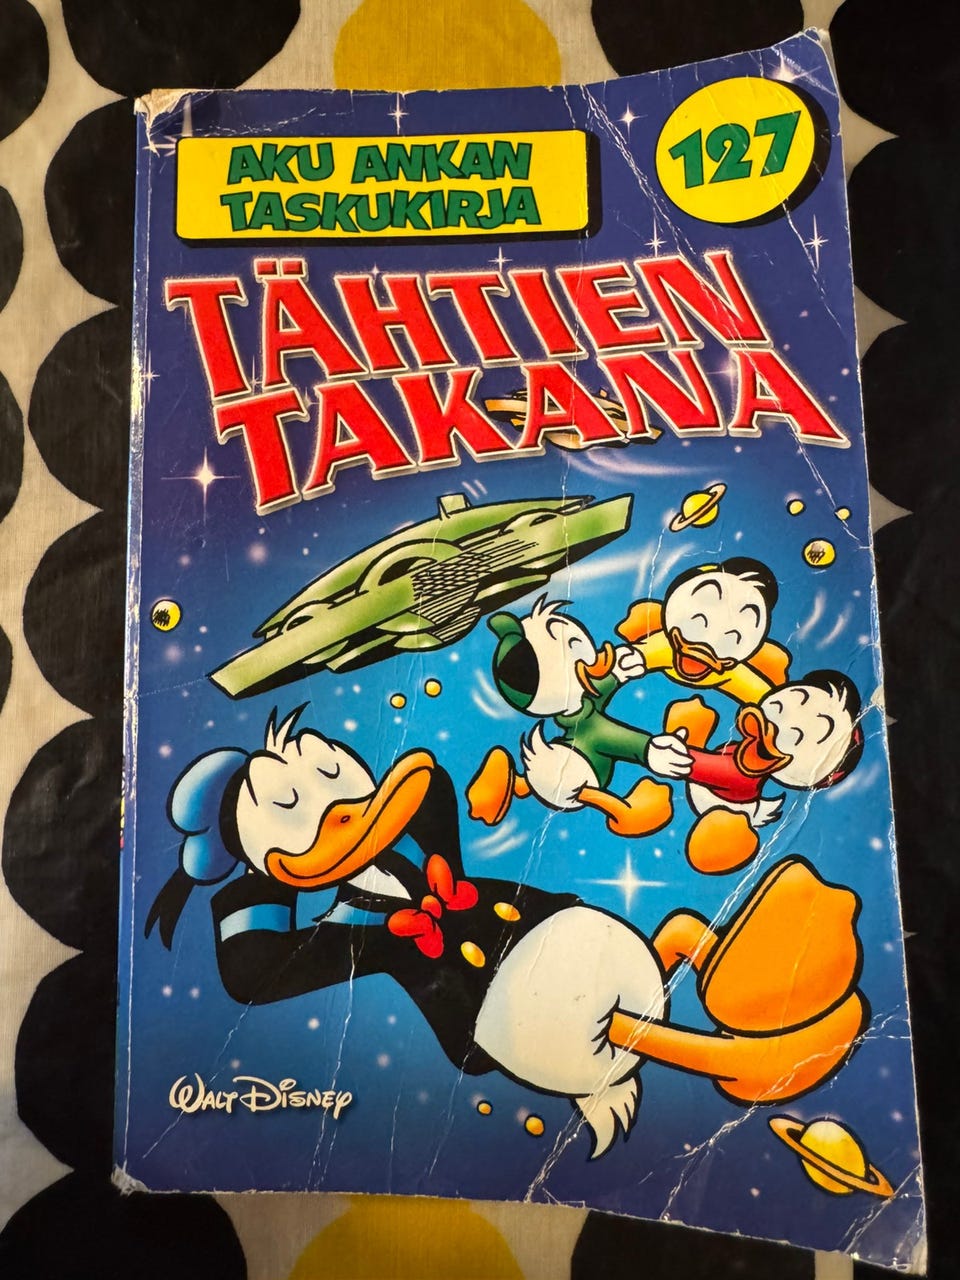 AKU ANKAN
TASKUKIRJA
127
TÄHTIEN
TAKANA
WALT DISNEY